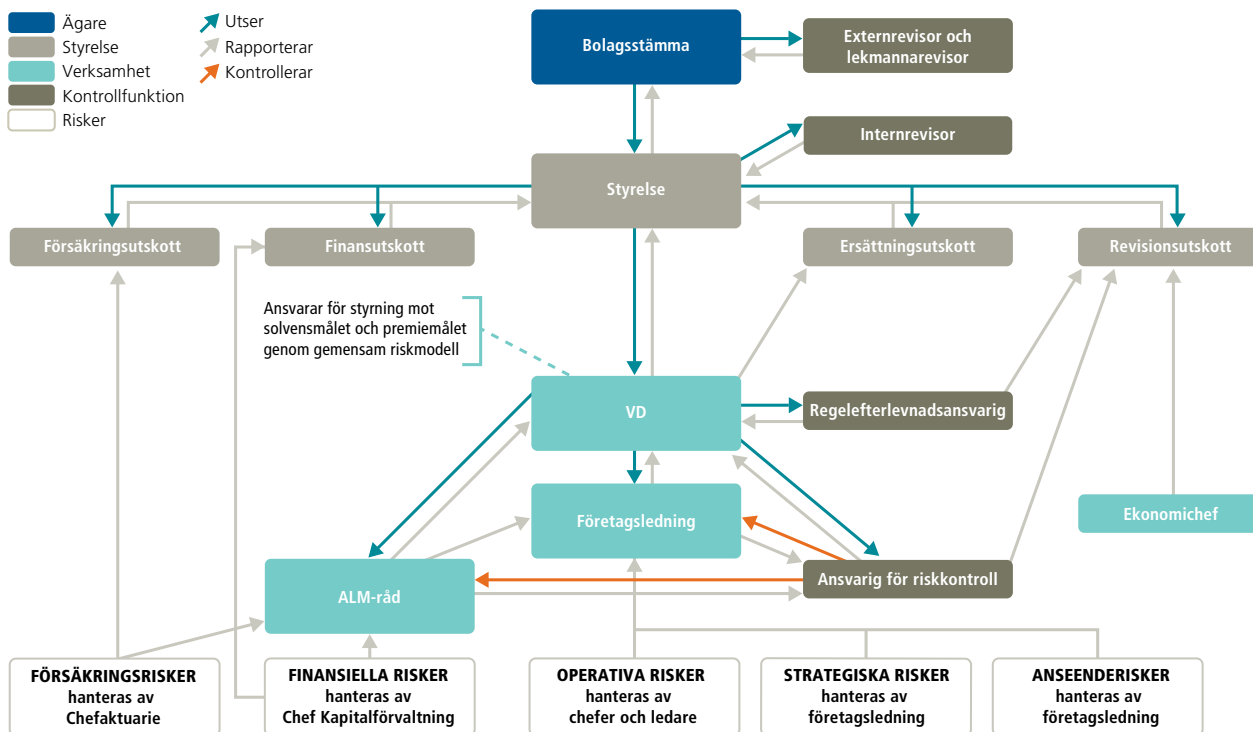 Ägare
Styrelse
Verksamhet
Kontrollfunktion
Risker
Utser
Rapporterar
Kontrollerar
Bolagsstämma
Externrevisor och
lekmannarevisor
Internrevisor
Styrelse
Försäkringsutskott
Finansutskott
Ersättningsutskott
Revisionsutskott
Ansvarar för styrning mot
solvensmålet och premiemålet
genom gemensam riskmodell
VD
Regelefterlevnadsansvarig
Företagsledning
Ekonomichef
ALM-råd
Ansvarig för riskkontroll
FÖRSÄKRINGSRISKER
hanteras av
Chefaktuarie
FINANSIELLA RISKER
hanteras av
Chef Kapitalförvaltning
OPERATIVA RISKER
hanteras av
chefer och ledare
STRATEGISKA RISKER
hanteras av
företagsledning
ANSEENDERISKER
hanteras av
företagsledning